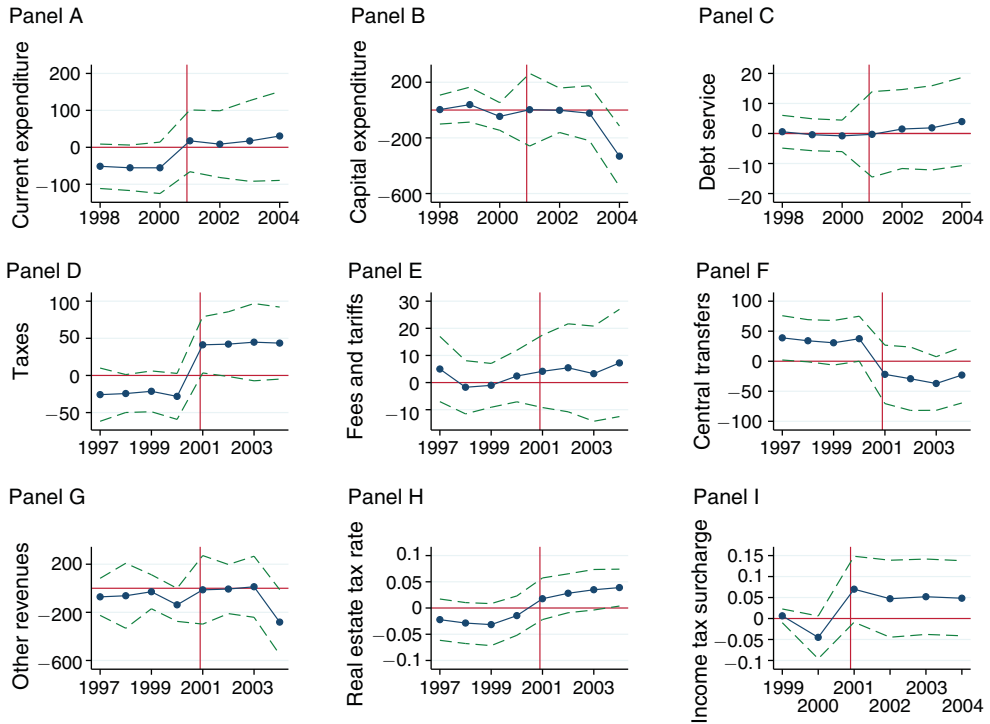 Panel A
Current expenditure
200
100
0
−100
1998 2000 2002 2004
Panel B
Capital expenditure
200
−200
−600
1998 2000 2002 2004
Panel C
Debt service
20
10
0
−10
−20
1998 2000 2002 2004
Panel D
Taxes
100
50
0
−50
1997 1999 2001 2003
Panel E
Fees and tariffs
30
20
10
0
−10
1997 1999 2001 2003
Panel F
Central transfers
100
50
0
−50
−100
1997 1999 2001 2003
Panel G
Other revenues
200
−200
−600
1997 1999 2001 2003
Panel H
Real estate tax rate
0.1
0.05
0
−0.05
−0.1
1997 1999 2001 2003
Panel I
Income tax surcharge
0.15
0.1
0.05
0
−0.05
−0.1
1999 2001 2003
2000 2002 2004